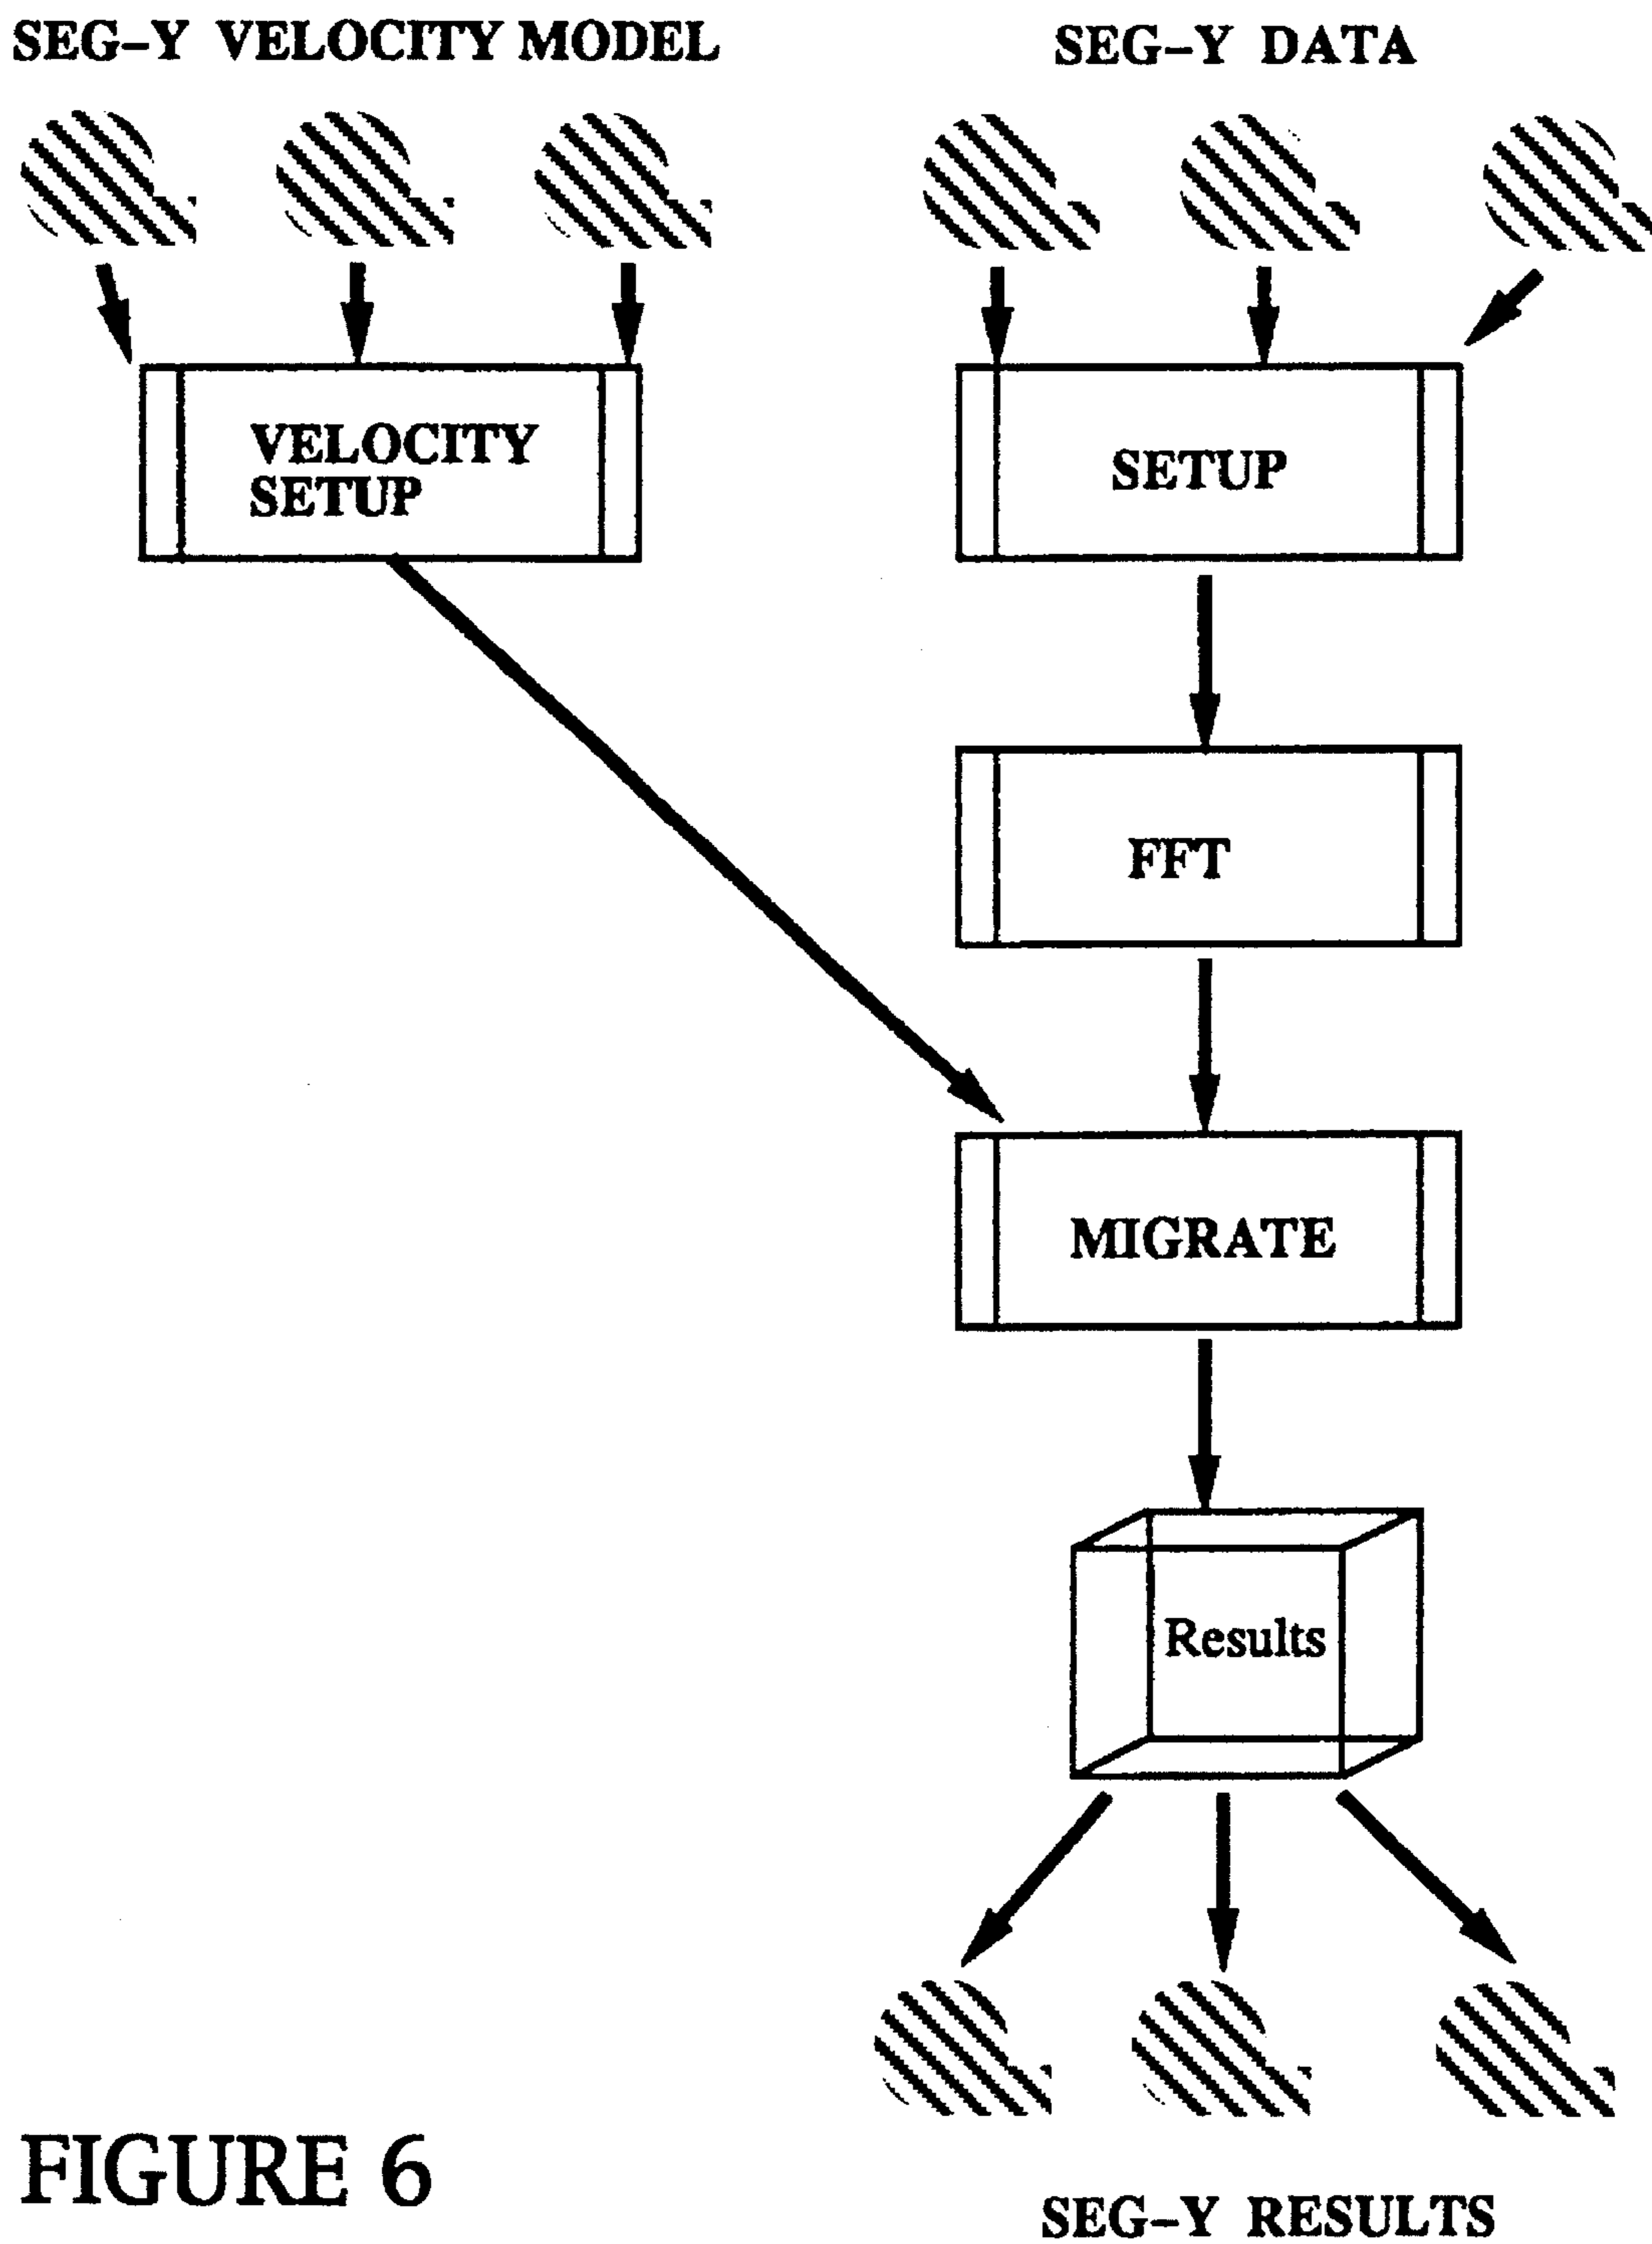 SEG-Y VELOCITY MODEL
SEG-Y DATA
VELOCITY
SETUP
SETUP
FFT
MIGRATE
Results
FIGURE 6
SEG-Y RESULTS